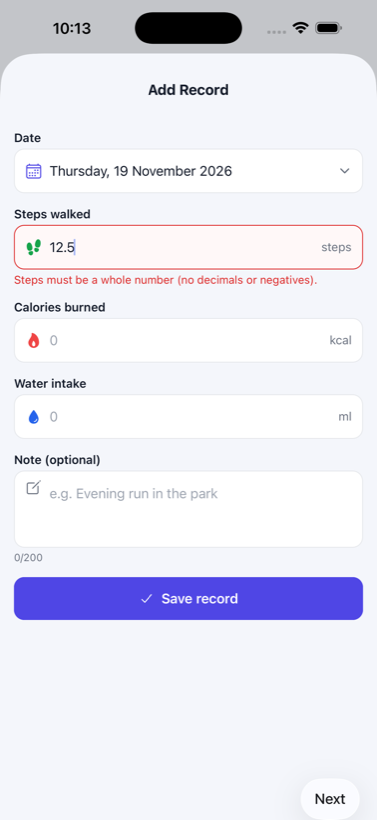 10:13
Add Record
Date
Thursday, 19 November 2026
Steps walked
12.5 steps
Steps must be a whole number (no decimals or negatives).
Calories burned
0 kcal
Water intake
0 ml
Note (optional)
e.g. Evening run in the park
0/200
Save record
Next